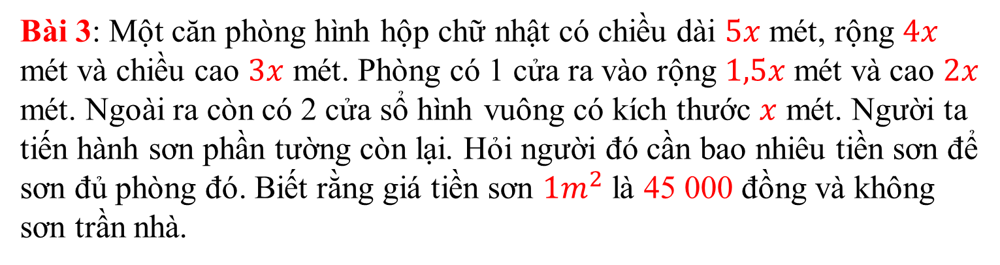 Bài 3: Một căn phòng hình hộp chữ nhật có chiều dài 5x mét, rộng 4x
mét và chiều cao 3x mét. Phòng có 1 cửa ra vào rộng 1,5x mét và cao 2x
mét. Ngoài ra còn có 2 cửa sổ hình vuông có kích thước x mét. Người ta
tiến hành sơn phần tường còn lại. Hỏi người đó cần bao nhiêu tiền sơn để
sơn đủ phòng đó. Biết rằng giá tiền sơn 1m² là 45 000 đồng và không
sơn trần nhà.